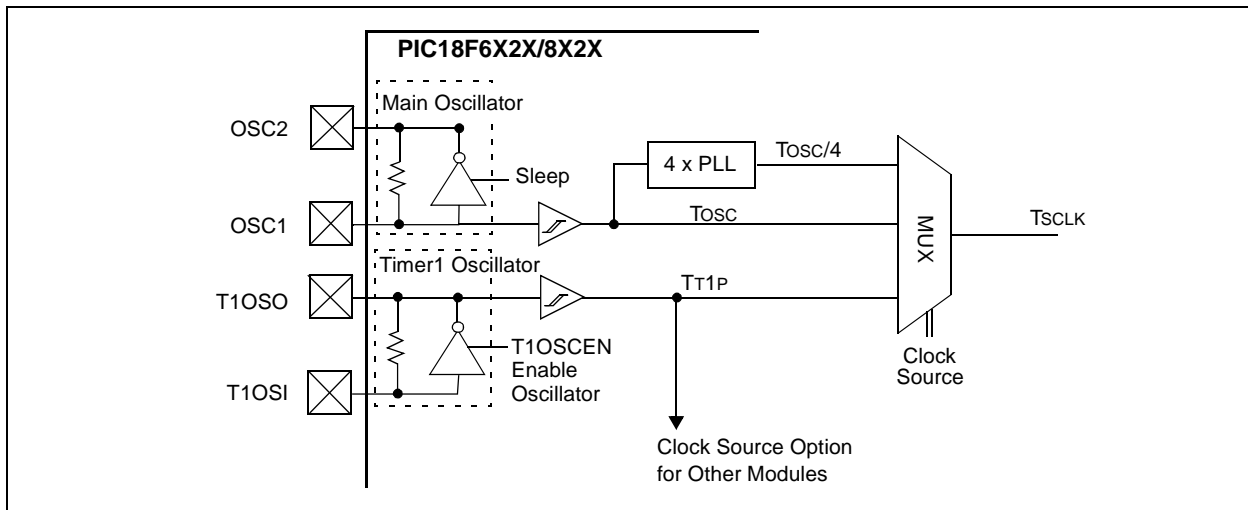 PIC18F6X2X/8X2X
Main Oscillator
OSC2
Sleep
4 x PLL
TOSC/4
OSC1
TOSC
MUX
TSCLK
Timer1 Oscillator
T1OSO
TT1P
T1OSCEN
Enable
Oscillator
T1OSI
Clock
Source
Clock Source Option
for Other Modules